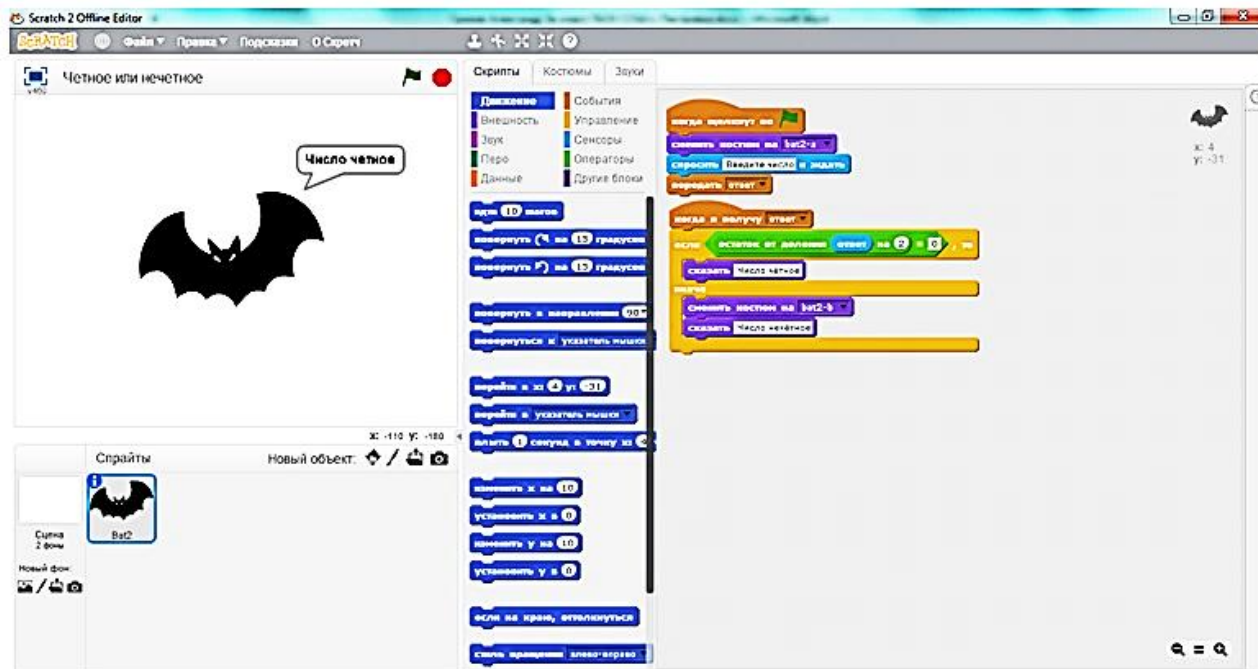 Scratch 2 Offline Editor
SCRATCH Файл Правка Подсказки О Скретч
v460
Четное или нечетное
Число четное
x: -110 y: -180
Спрайты Новый объект:
Сцена
2 фоны
Bat2
Новый фон:
Скрипты Костюмы Звуки
Движение События
Внешность Управление
Звук Сенсоры
Перо Операторы
Данные Другие блоки
идти 10 шагов
повернуть на 15 градусов
повернуть на 15 градусов
повернуть в направлении 90
повернуться к указатель мышки
перейти в x: 4 y: -31
перейти в указатель мышки
плыть 1 секунд в точку x: 4
изменить x на 10
установить x в 0
изменить y на 10
установить y в 0
если на краю, оттолкнуться
стиль вращения влево-вправо
когда щелкнут по
сменить костюм на bat2-a
спросить Введите число и ждать
передать ответ
когда я получу ответ
если остаток от деления ответ на 2 = 0 , то
сказать Число чётное
иначе
сменить костюм на bat2-b
сказать Число нечётное
x: 4
y: -31